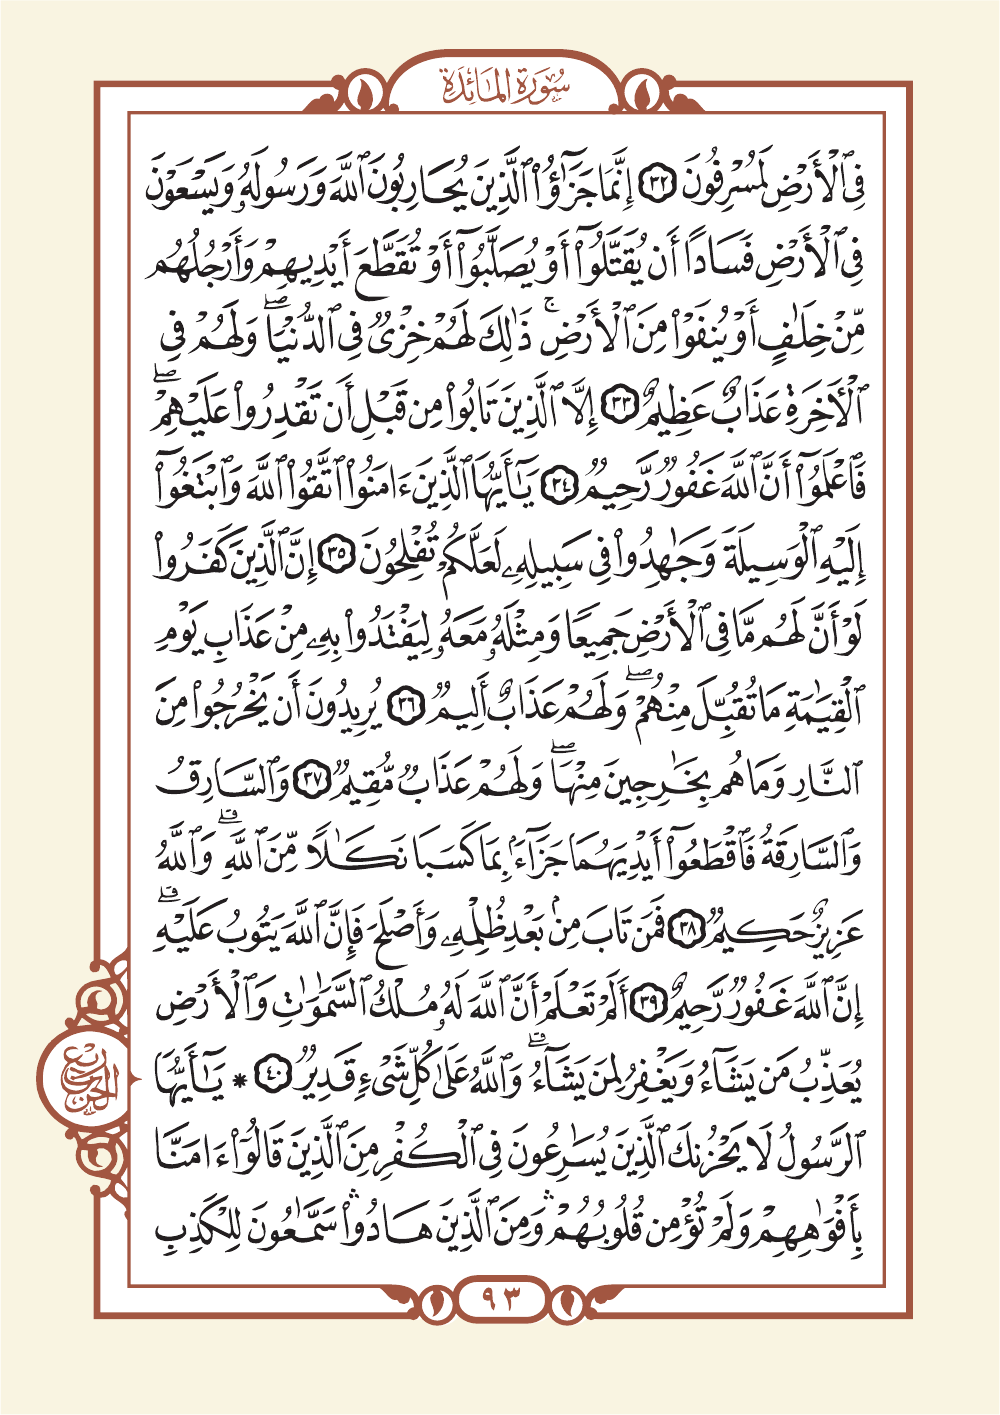 سُورَةُ المَائِدَةِ
فِي ٱلْأَرْضِ لَمُسْرِفُونَ ٣٢ إِنَّمَا جَزَٰٓؤُا۟ ٱلَّذِينَ يُحَارِبُونَ ٱللَّهَ وَرَسُولَهُۥ وَيَسْعَوْنَ
فِي ٱلْأَرْضِ فَسَادًا أَن يُقَتَّلُوٓا۟ أَوْ يُصَلَّبُوٓا۟ أَوْ تُقَطَّعَ أَيْدِيهِمْ وَأَرْجُلُهُم
مِّنْ خِلَٰفٍ أَوْ يُنفَوْا۟ مِنَ ٱلْأَرْضِ ۚ ذَٰلِكَ لَهُمْ خِزْىٌ فِي ٱلدُّنْيَا ۖ وَلَهُمْ فِي
ٱلْأَخِرَةِ عَذَابٌ عَظِيمٌ ٣٣ إِلَّا ٱلَّذِينَ تَابُوا۟ مِن قَبْلِ أَن تَقْدِرُوا۟ عَلَيْهِمْ ۖ
فَٱعْلَمُوٓا۟ أَنَّ ٱللَّهَ غَفُورٌ رَّحِيمٌ ٣٤ يَٰٓأَيُّهَا ٱلَّذِينَ ءَامَنُوا۟ ٱتَّقُوا۟ ٱللَّهَ وَٱبْتَغُوٓا۟
إِلَيْهِ ٱلْوَسِيلَةَ وَجَٰهِدُوا۟ فِي سَبِيلِهِۦ لَعَلَّكُمْ تُفْلِحُونَ ٣٥ إِنَّ ٱلَّذِينَ كَفَرُوا۟
لَوْ أَنَّ لَهُم مَّا فِي ٱلْأَرْضِ جَمِيعًا وَمِثْلَهُۥ مَعَهُۥ لِيَفْتَدُوا۟ بِهِۦ مِنْ عَذَابِ يَوْمِ
ٱلْقِيَٰمَةِ مَا تُقُبِّلَ مِنْهُمْ ۖ وَلَهُمْ عَذَابٌ أَلِيمٌ ٣٦ يُرِيدُونَ أَن يَخْرُجُوا۟ مِنَ
ٱلنَّارِ وَمَا هُم بِخَٰرِجِينَ مِنْهَا ۖ وَلَهُمْ عَذَابٌ مُّقِيمٌ ٣٧ وَٱلسَّارِقُ
وَٱلسَّارِقَةُ فَٱقْطَعُوٓا۟ أَيْدِيَهُمَا جَزَآءًۢ بِمَا كَسَبَا نَكَٰلًا مِّنَ ٱللَّهِ ۗ وَٱللَّهُ
عَزِيزٌ حَكِيمٌ ٣٨ فَمَن تَابَ مِنۢ بَعْدِ ظُلْمِهِۦ وَأَصْلَحَ فَإِنَّ ٱللَّهَ يَتُوبُ عَلَيْهِ ۗ
إِنَّ ٱللَّهَ غَفُورٌ رَّحِيمٌ ٣٩ أَلَمْ تَعْلَمْ أَنَّ ٱللَّهَ لَهُۥ مُلْكُ ٱلسَّمَٰوَٰتِ وَٱلْأَرْضِ
يُعَذِّبُ مَن يَشَآءُ وَيَغْفِرُ لِمَن يَشَآءُ ۗ وَٱللَّهُ عَلَىٰ كُلِّ شَىْءٍ قَدِيرٌ ٤٠ * يَٰٓأَيُّهَا
ٱلرَّسُولُ لَا يَحْزُنكَ ٱلَّذِينَ يُسَٰرِعُونَ فِي ٱلْكُفْرِ مِنَ ٱلَّذِينَ قَالُوٓا۟ ءَامَنَّا
بِأَفْوَٰهِهِمْ وَلَمْ تُؤْمِن قُلُوبُهُمْ ۛ وَمِنَ ٱلَّذِينَ هَادُوا۟ ۛ سَمَّٰعُونَ لِلْكَذِبِ
ربع الحزب
٩٣